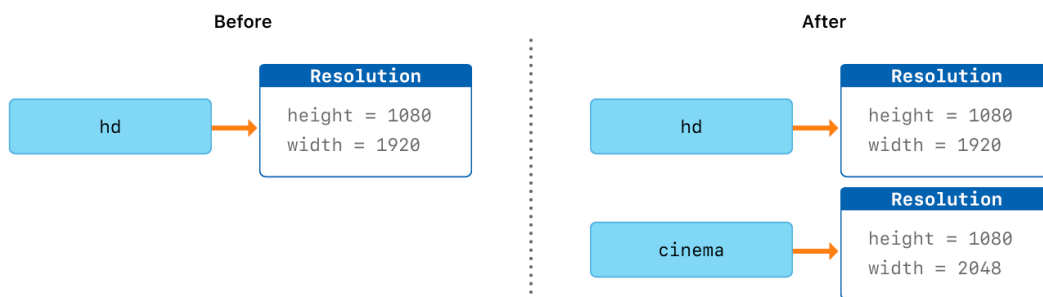 Before
hd
Resolution
height = 1080
width = 1920
After
hd
Resolution
height = 1080
width = 1920
cinema
Resolution
height = 1080
width = 2048